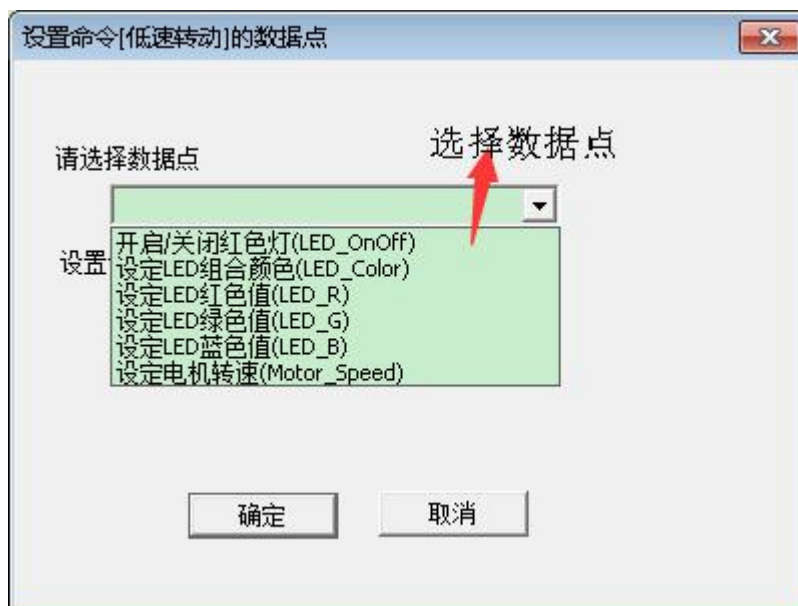 设置命令[低速转动]的数据点
选择数据点
请选择数据点
设置
开启/关闭红色灯(LED_OnOff)
设定LED组合颜色(LED_Color)
设定LED红色值(LED_R)
设定LED绿色值(LED_G)
设定LED蓝色值(LED_B)
设定电机转速(Motor_Speed)
确定
取消